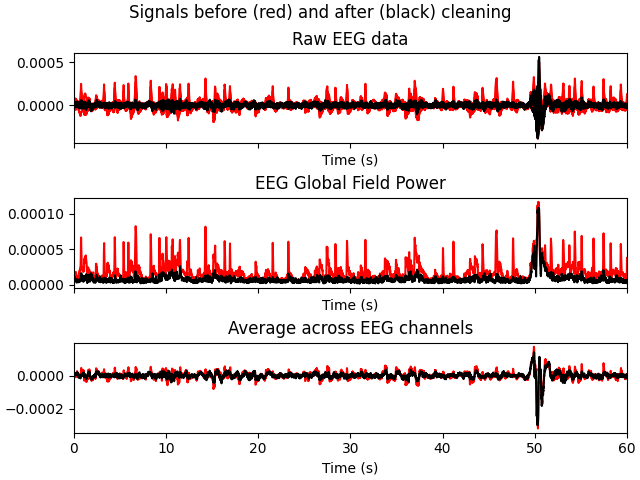 Signals before (red) and after (black) cleaning
Raw EEG data
0.0005
0.0000
Time (s)
EEG Global Field Power
0.00010
0.00005
0.00000
Time (s)
Average across EEG channels
0.0000
−0.0002
0 10 20 30 40 50 60
Time (s)